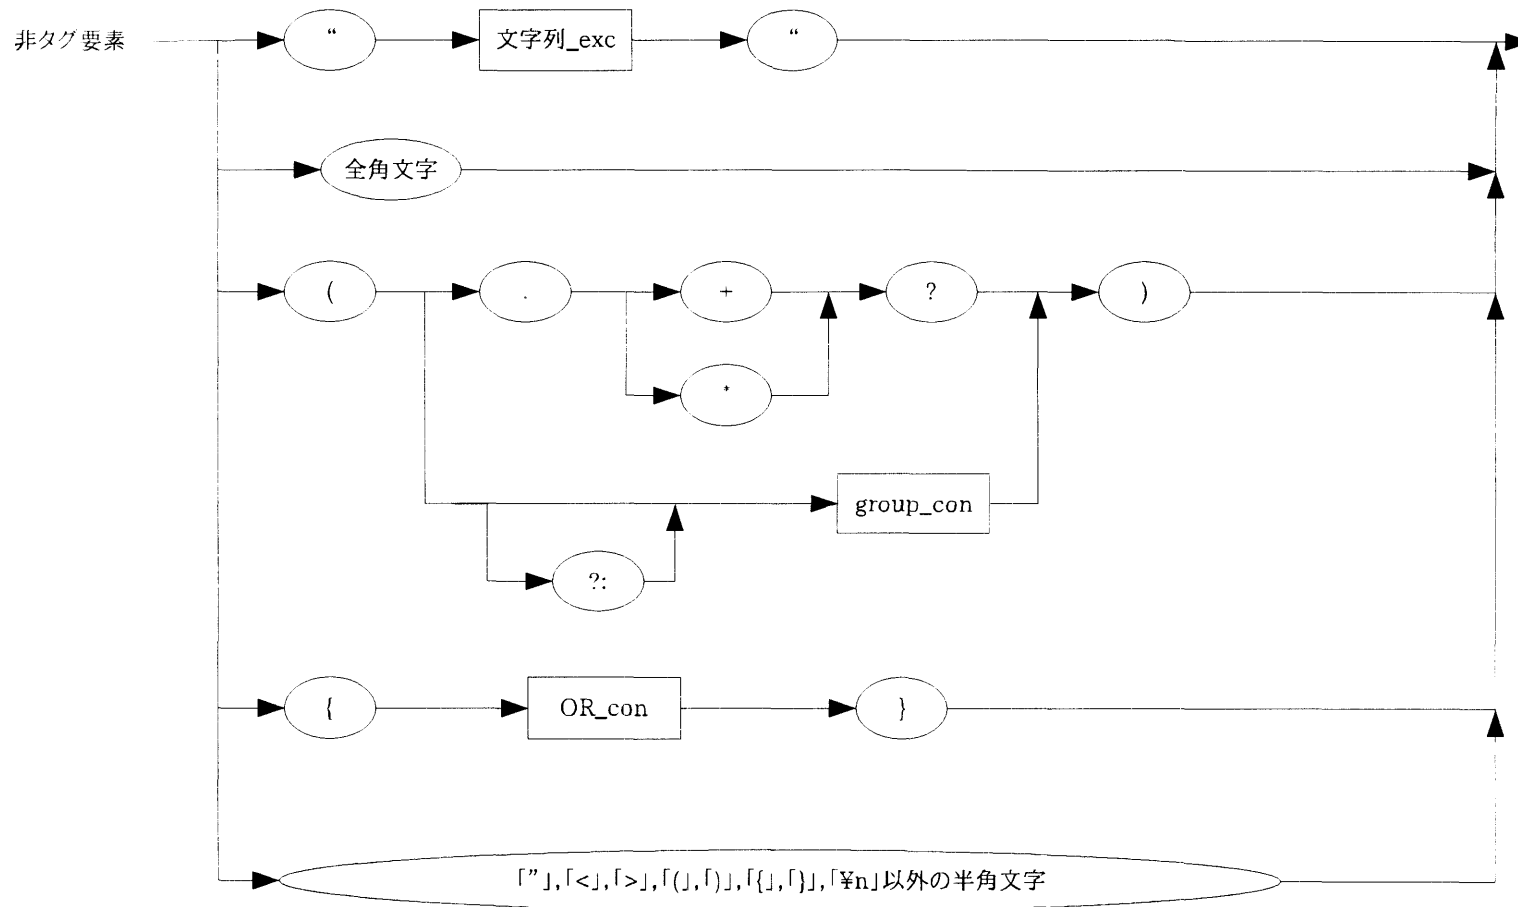 非タグ要素 “ 文字列_exc “
全角文字
( . + ? )
*
group_con
?:
{ OR_con }
「”」,「<」,「>」,「(」,「)」,「{」,「}」,「¥n」以外の半角文字